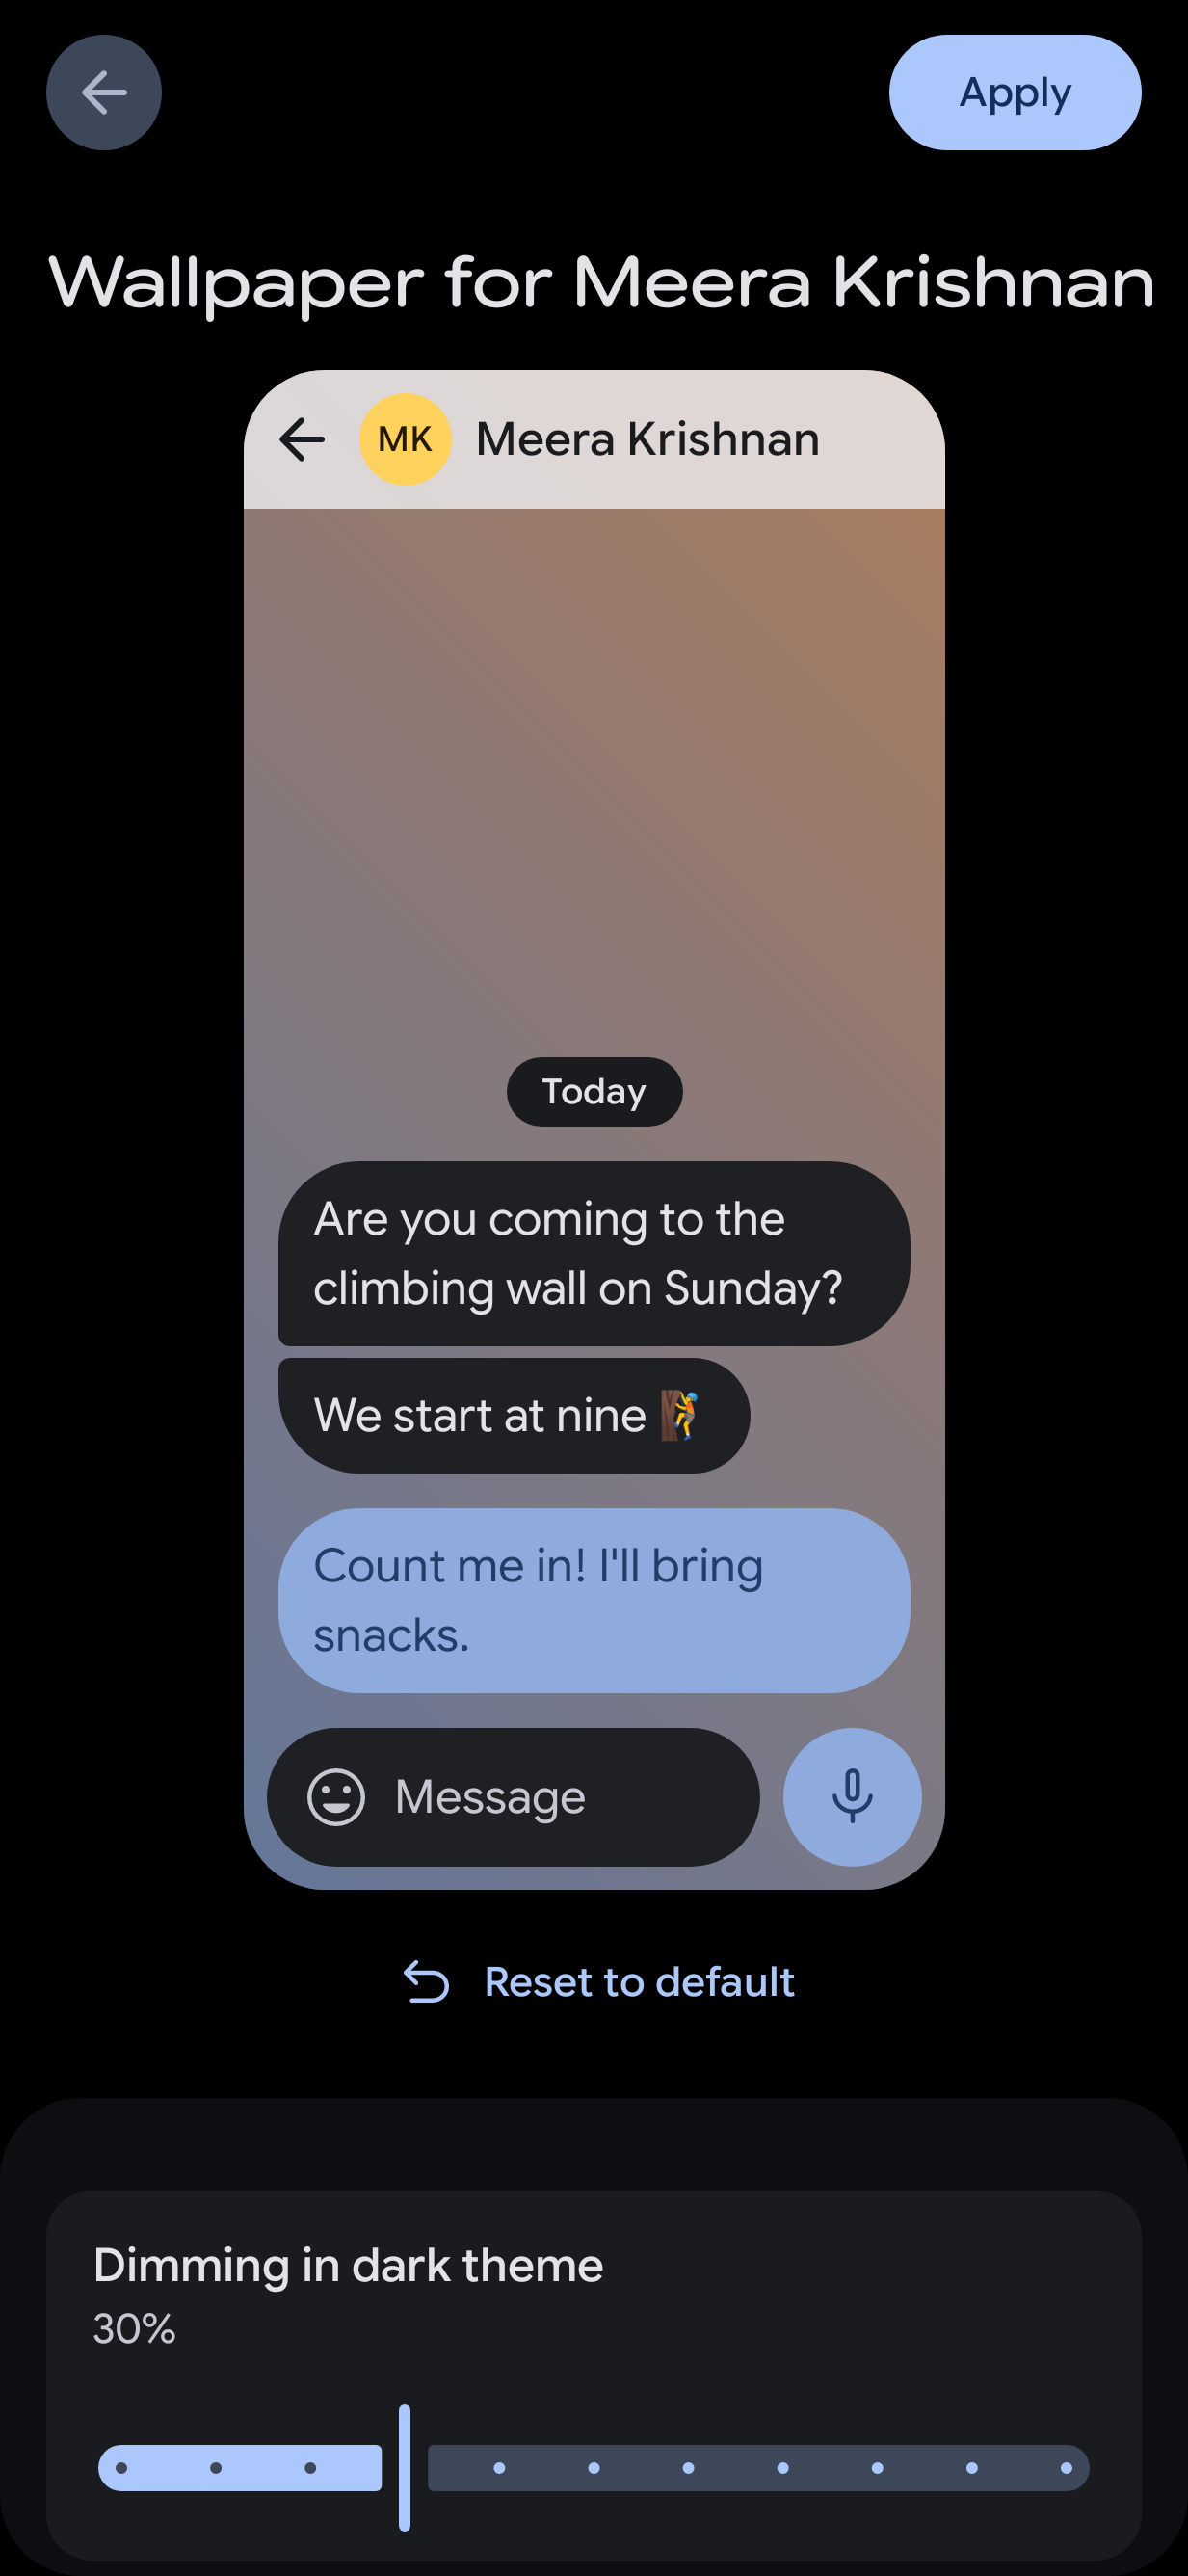 Apply
Wallpaper for Meera Krishnan
MK
Meera Krishnan
Today
Are you coming to the
climbing wall on Sunday?
We start at nine 🧗
Count me in! I'll bring
snacks.
Message
Reset to default
Dimming in dark theme
30%